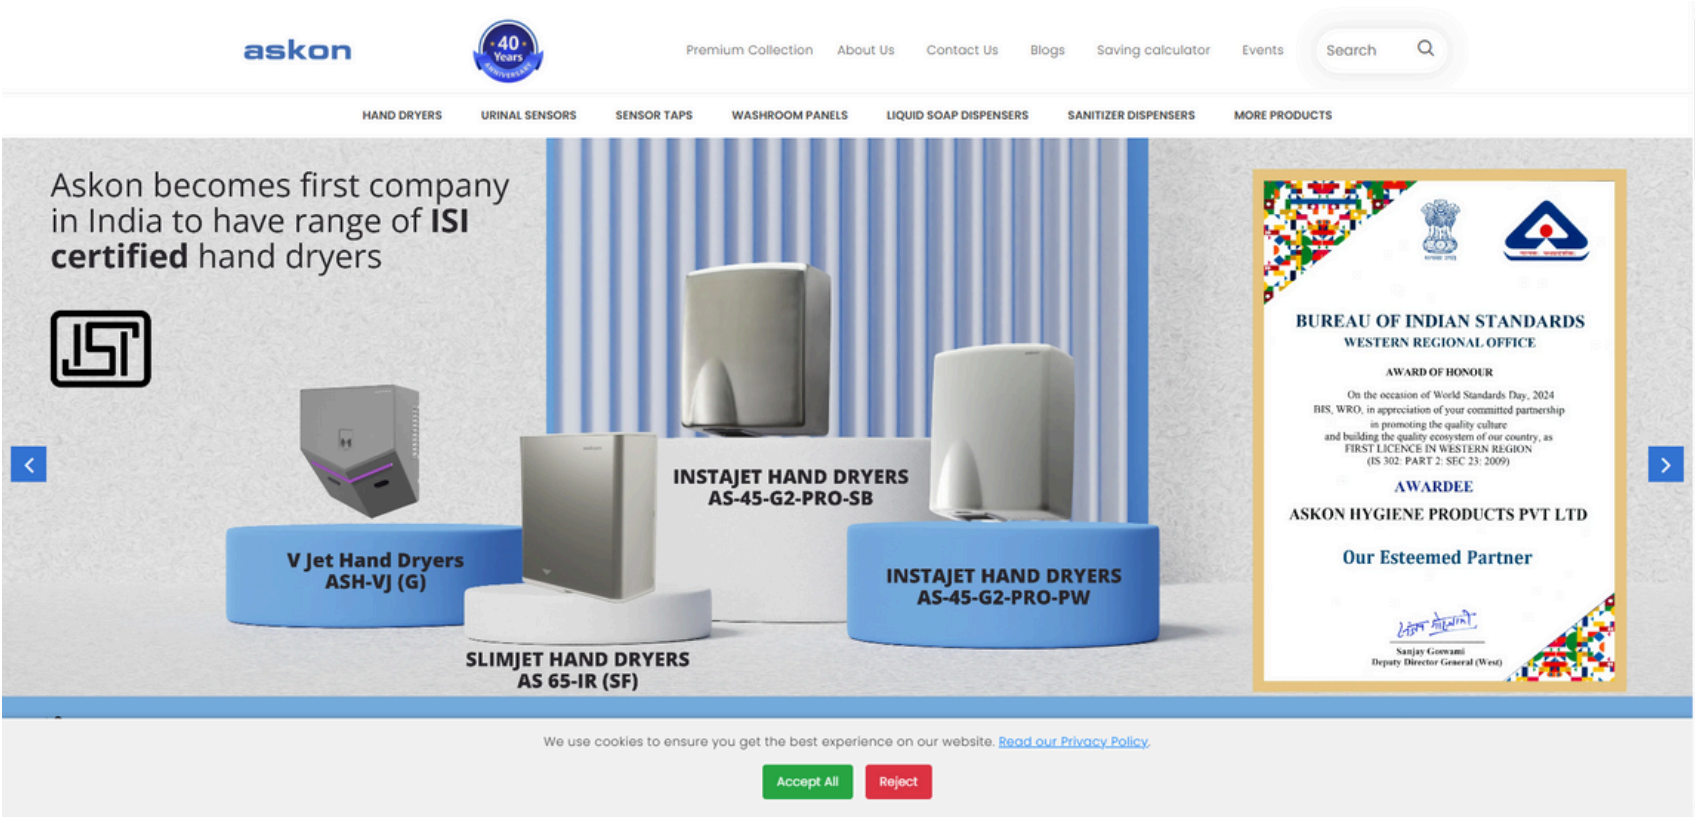 askon
40
Years
ANNIVERSARY
Premium Collection
About Us
Contact Us
Blogs
Saving calculator
Events
Search
HAND DRYERS
URINAL SENSORS
SENSOR TAPS
WASHROOM PANELS
LIQUID SOAP DISPENSERS
SANITIZER DISPENSERS
MORE PRODUCTS
Askon becomes first company
in India to have range of ISI
certified hand dryers
ISI
V Jet Hand Dryers
ASH-VJ (G)
SLIMJET HAND DRYERS
AS 65-IR (SF)
INSTAJET HAND DRYERS
AS-45-G2-PRO-SB
INSTAJET HAND DRYERS
AS-45-G2-PRO-PW
BUREAU OF INDIAN STANDARDS
WESTERN REGIONAL OFFICE
AWARD OF HONOUR
On the occasion of World Standards Day, 2024
BIS, WRO, in appreciation of your committed partnership
in promoting the quality culture
and building the quality ecosystem of our country, as
FIRST LICENCE IN WESTERN REGION
(IS 302: PART 2: SEC 23: 2009)
AWARDEE
ASKON HYGIENE PRODUCTS PVT LTD
Our Esteemed Partner
Sanjay Goswami
Deputy Director General (West)
We use cookies to ensure you get the best experience on our website. Read our Privacy Policy.
Accept All
Reject